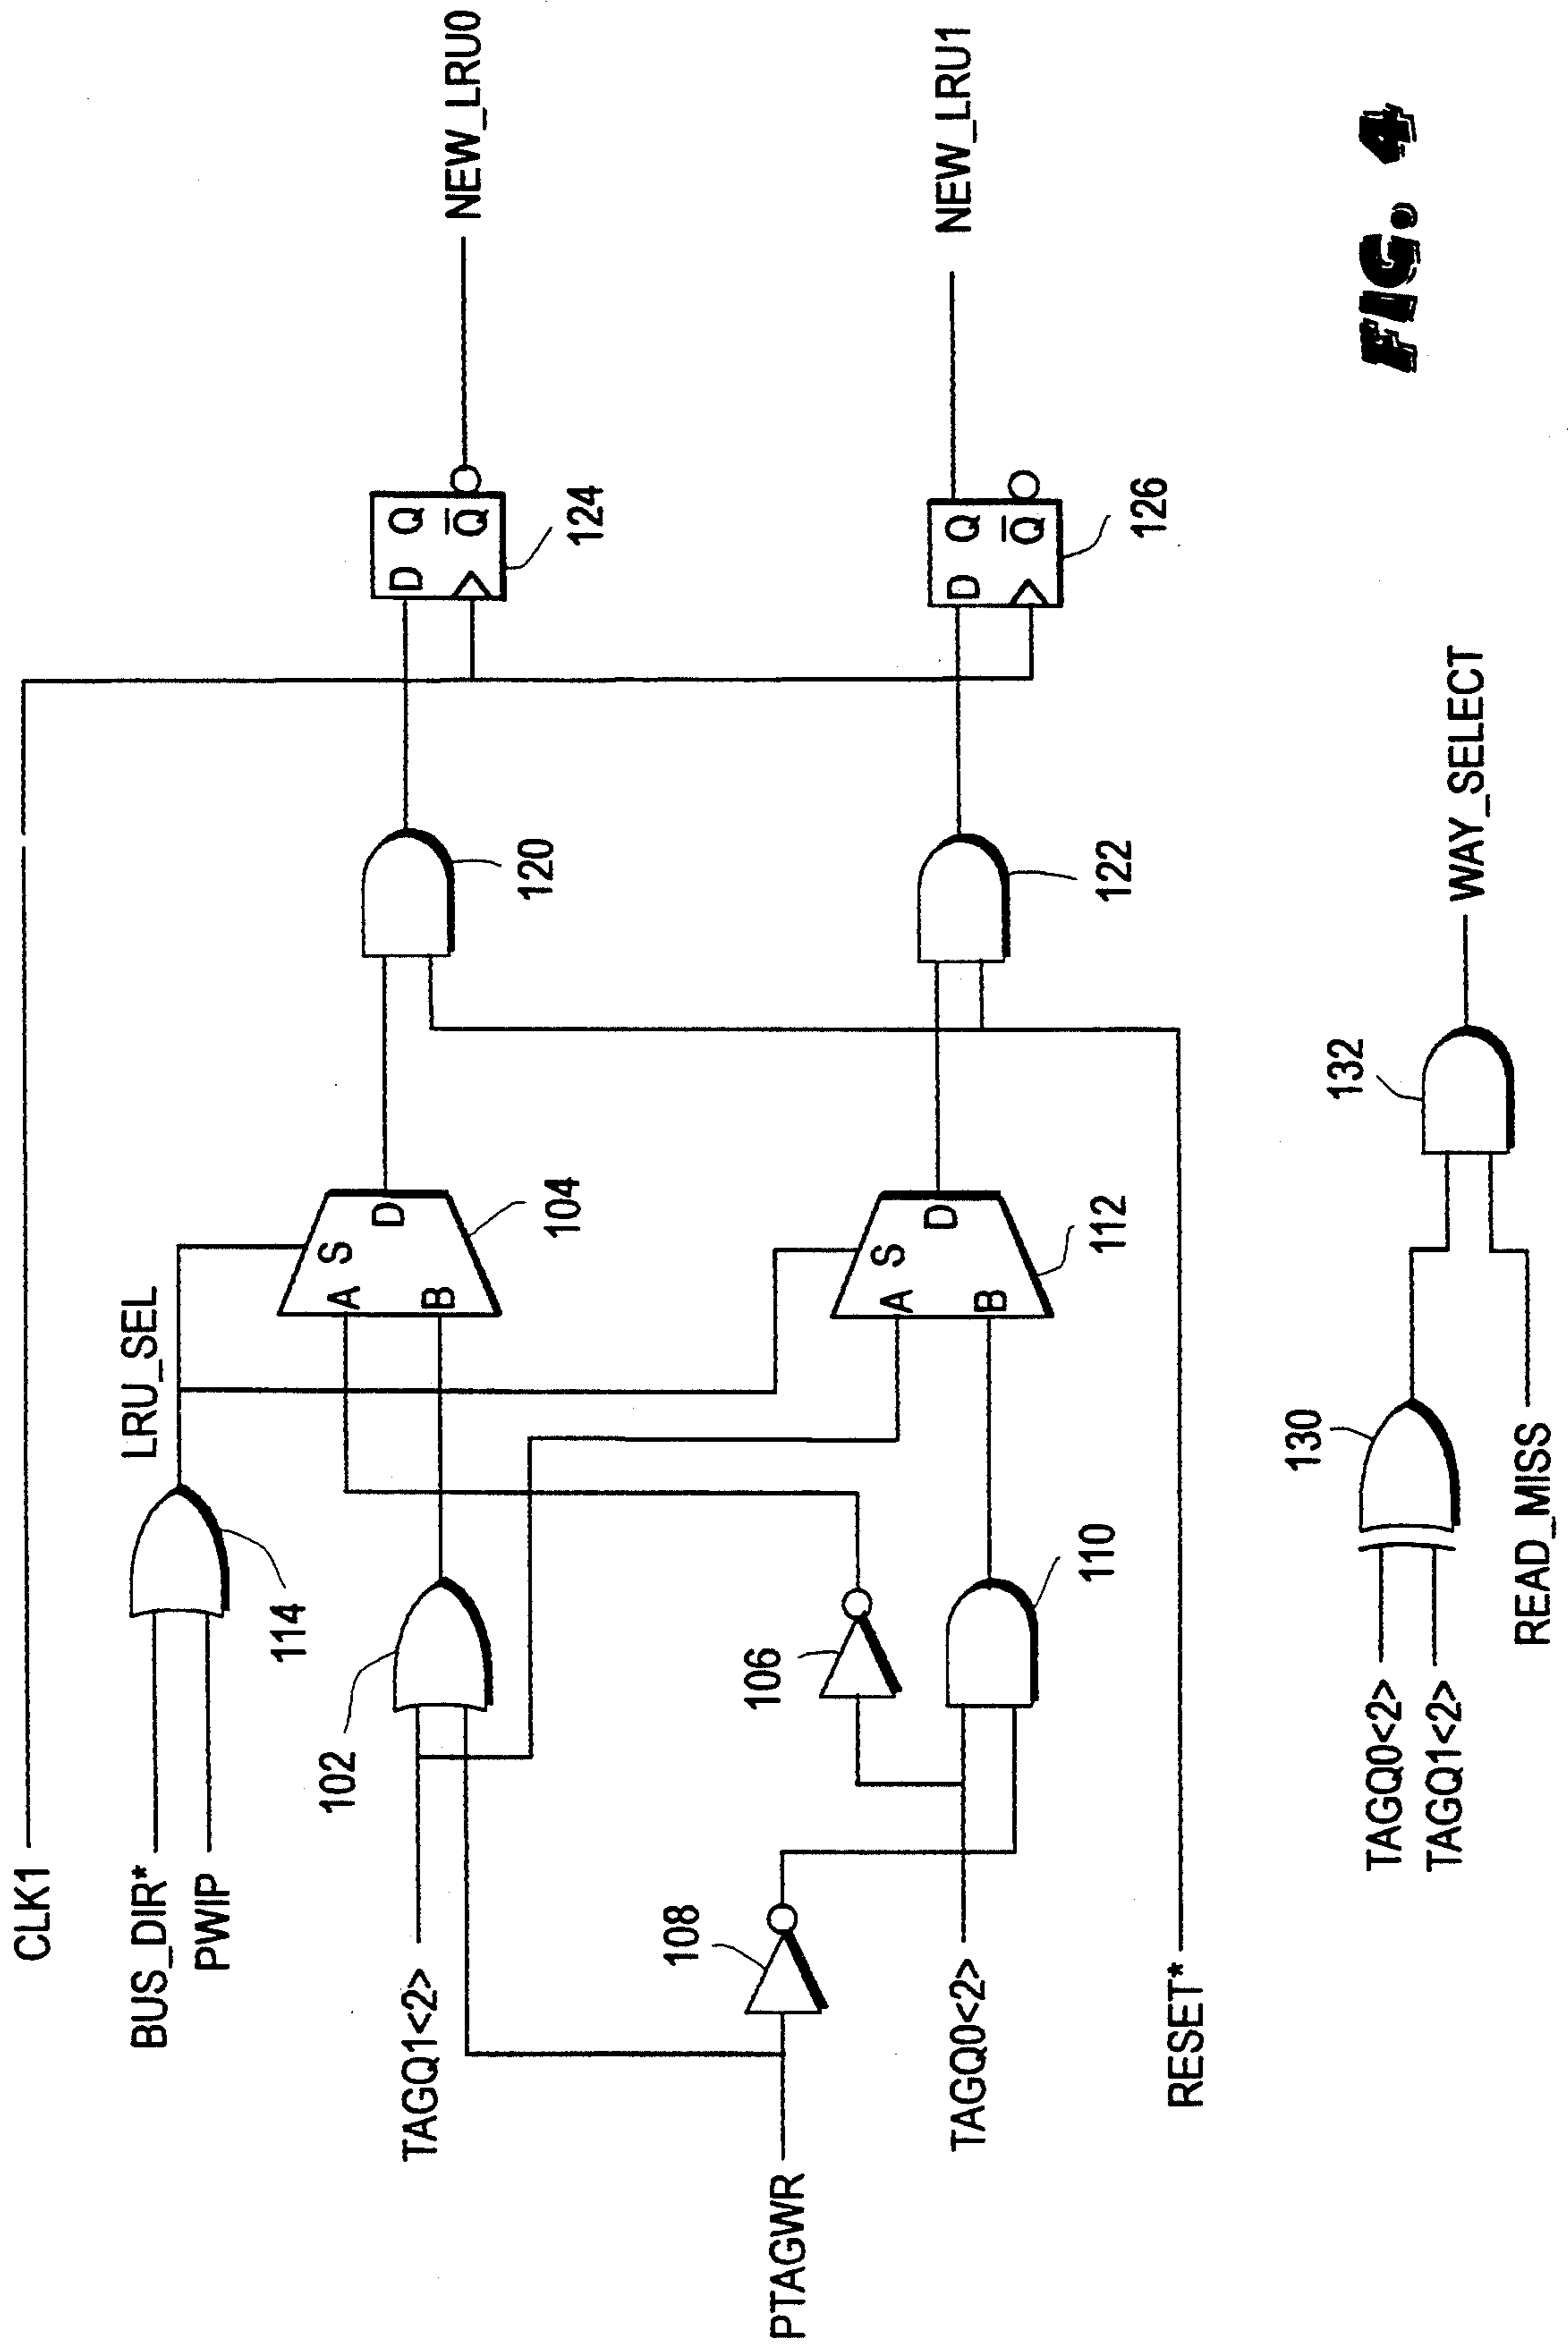 CLK1
BUS_DIR*
PWIP
LRU_SEL
114
TAGQ1<2>
102
A
S
B
D
104
120
D Q
Q
124
NEW_LRU0
PTAGWR
108
106
TAGQ0<2>
110
A
S
B
D
112
122
D Q
Q
126
NEW_LRU1
RESET*
TAGQ0<2>
TAGQ1<2>
130
READ_MISS
132
WAY_SELECT
FIG. 4